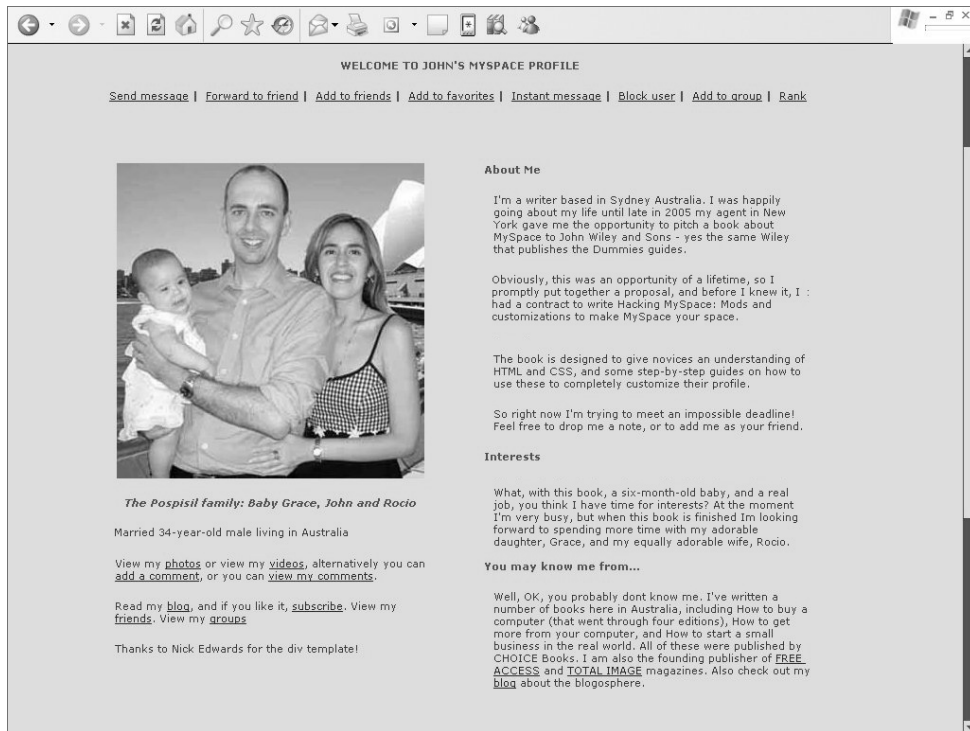 WELCOME TO JOHN'S MYSPACE PROFILE
Send message | Forward to friend | Add to friends | Add to favorites | Instant message | Block user | Add to group | Rank
The Pospisil family: Baby Grace, John and Rocio
Married 34-year-old male living in Australia
View my photos or view my videos, alternatively you can
add a comment, or you can view my comments.
Read my blog, and if you like it, subscribe. View my
friends. View my groups
Thanks to Nick Edwards for the div template!
About Me
I'm a writer based in Sydney Australia. I was happily
going about my life until late in 2005 my agent in New
York gave me the opportunity to pitch a book about
MySpace to John Wiley and Sons - yes the same Wiley
that publishes the Dummies guides.
Obviously, this was an opportunity of a lifetime, so I
promptly put together a proposal, and before I knew it, I :
had a contract to write Hacking MySpace: Mods and
customizations to make MySpace your space.
The book is designed to give novices an understanding of
HTML and CSS, and some step-by-step guides on how to
use these to completely customize their profile.
So right now I'm trying to meet an impossible deadline!
Feel free to drop me a note, or to add me as your friend.
Interests
What, with this book, a six-month-old baby, and a real
job, you think I have time for interests? At the moment
I'm very busy, but when this book is finished Im looking
forward to spending more time with my adorable
daughter, Grace, and my equally adorable wife, Rocio.
You may know me from...
Well, OK, you probably dont know me. I've written a
number of books here in Australia, including How to buy a
computer (that went through four editions), How to get
more from your computer, and How to start a small
business in the real world. All of these were published by
CHOICE Books. I am also the founding publisher of FREE
ACCESS and TOTAL IMAGE magazines. Also check out my
blog about the blogosphere.